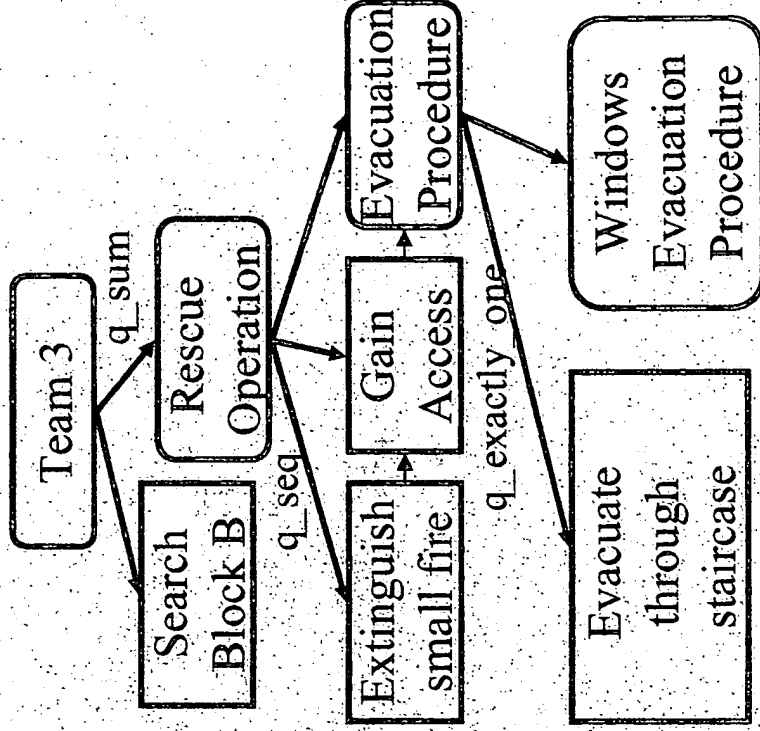 Team 3
q_sum
Search
Block B
Rescue
Operation
q_seq
Extinguish
small fire
Gain
Access
Evacuation
Procedure
q_exactly_one
Evacuate
through
staircase
Windows
Evacuation
Procedure